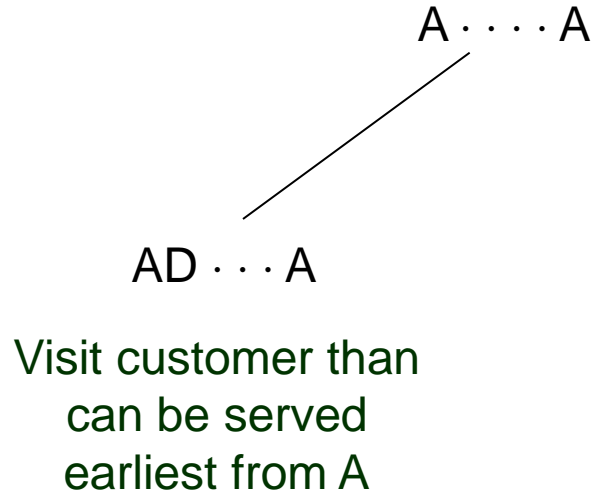 A · · · · A
AD · · · A
Visit customer than
can be served
earliest from A